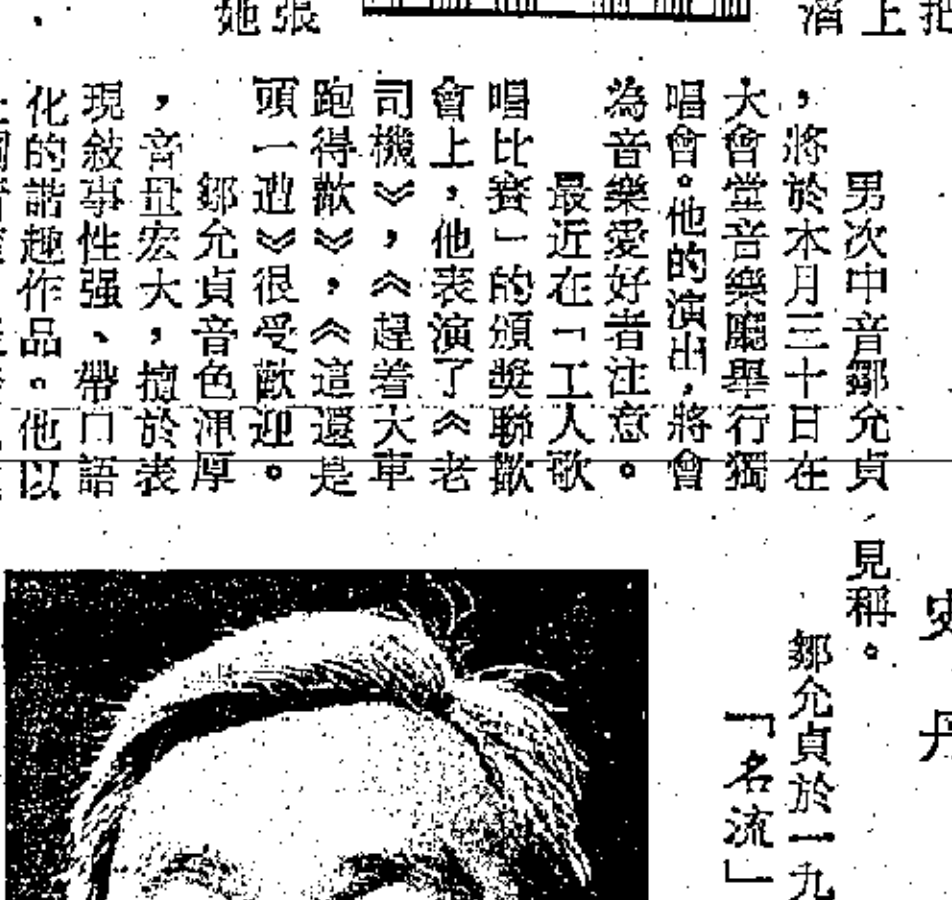 把
上
張
她
男次中音鄒允貞
，將於本月三十日在
大會堂音樂廳舉行獨
唱會。他的演出，將會
為音樂愛好者注意。
最近在「工人歌
唱比賽」的頒獎聯歡
會上，他表演了《老
司機》，《趕着大車
跑得歡》，《這還是
頭一遭》很受歡迎。
鄒允貞音色渾厚
，音量宏大，擅於表
現敍事性强、帶口語
化的諧趣作品。他以
見稱。
鄒允貞於一九
「名流」